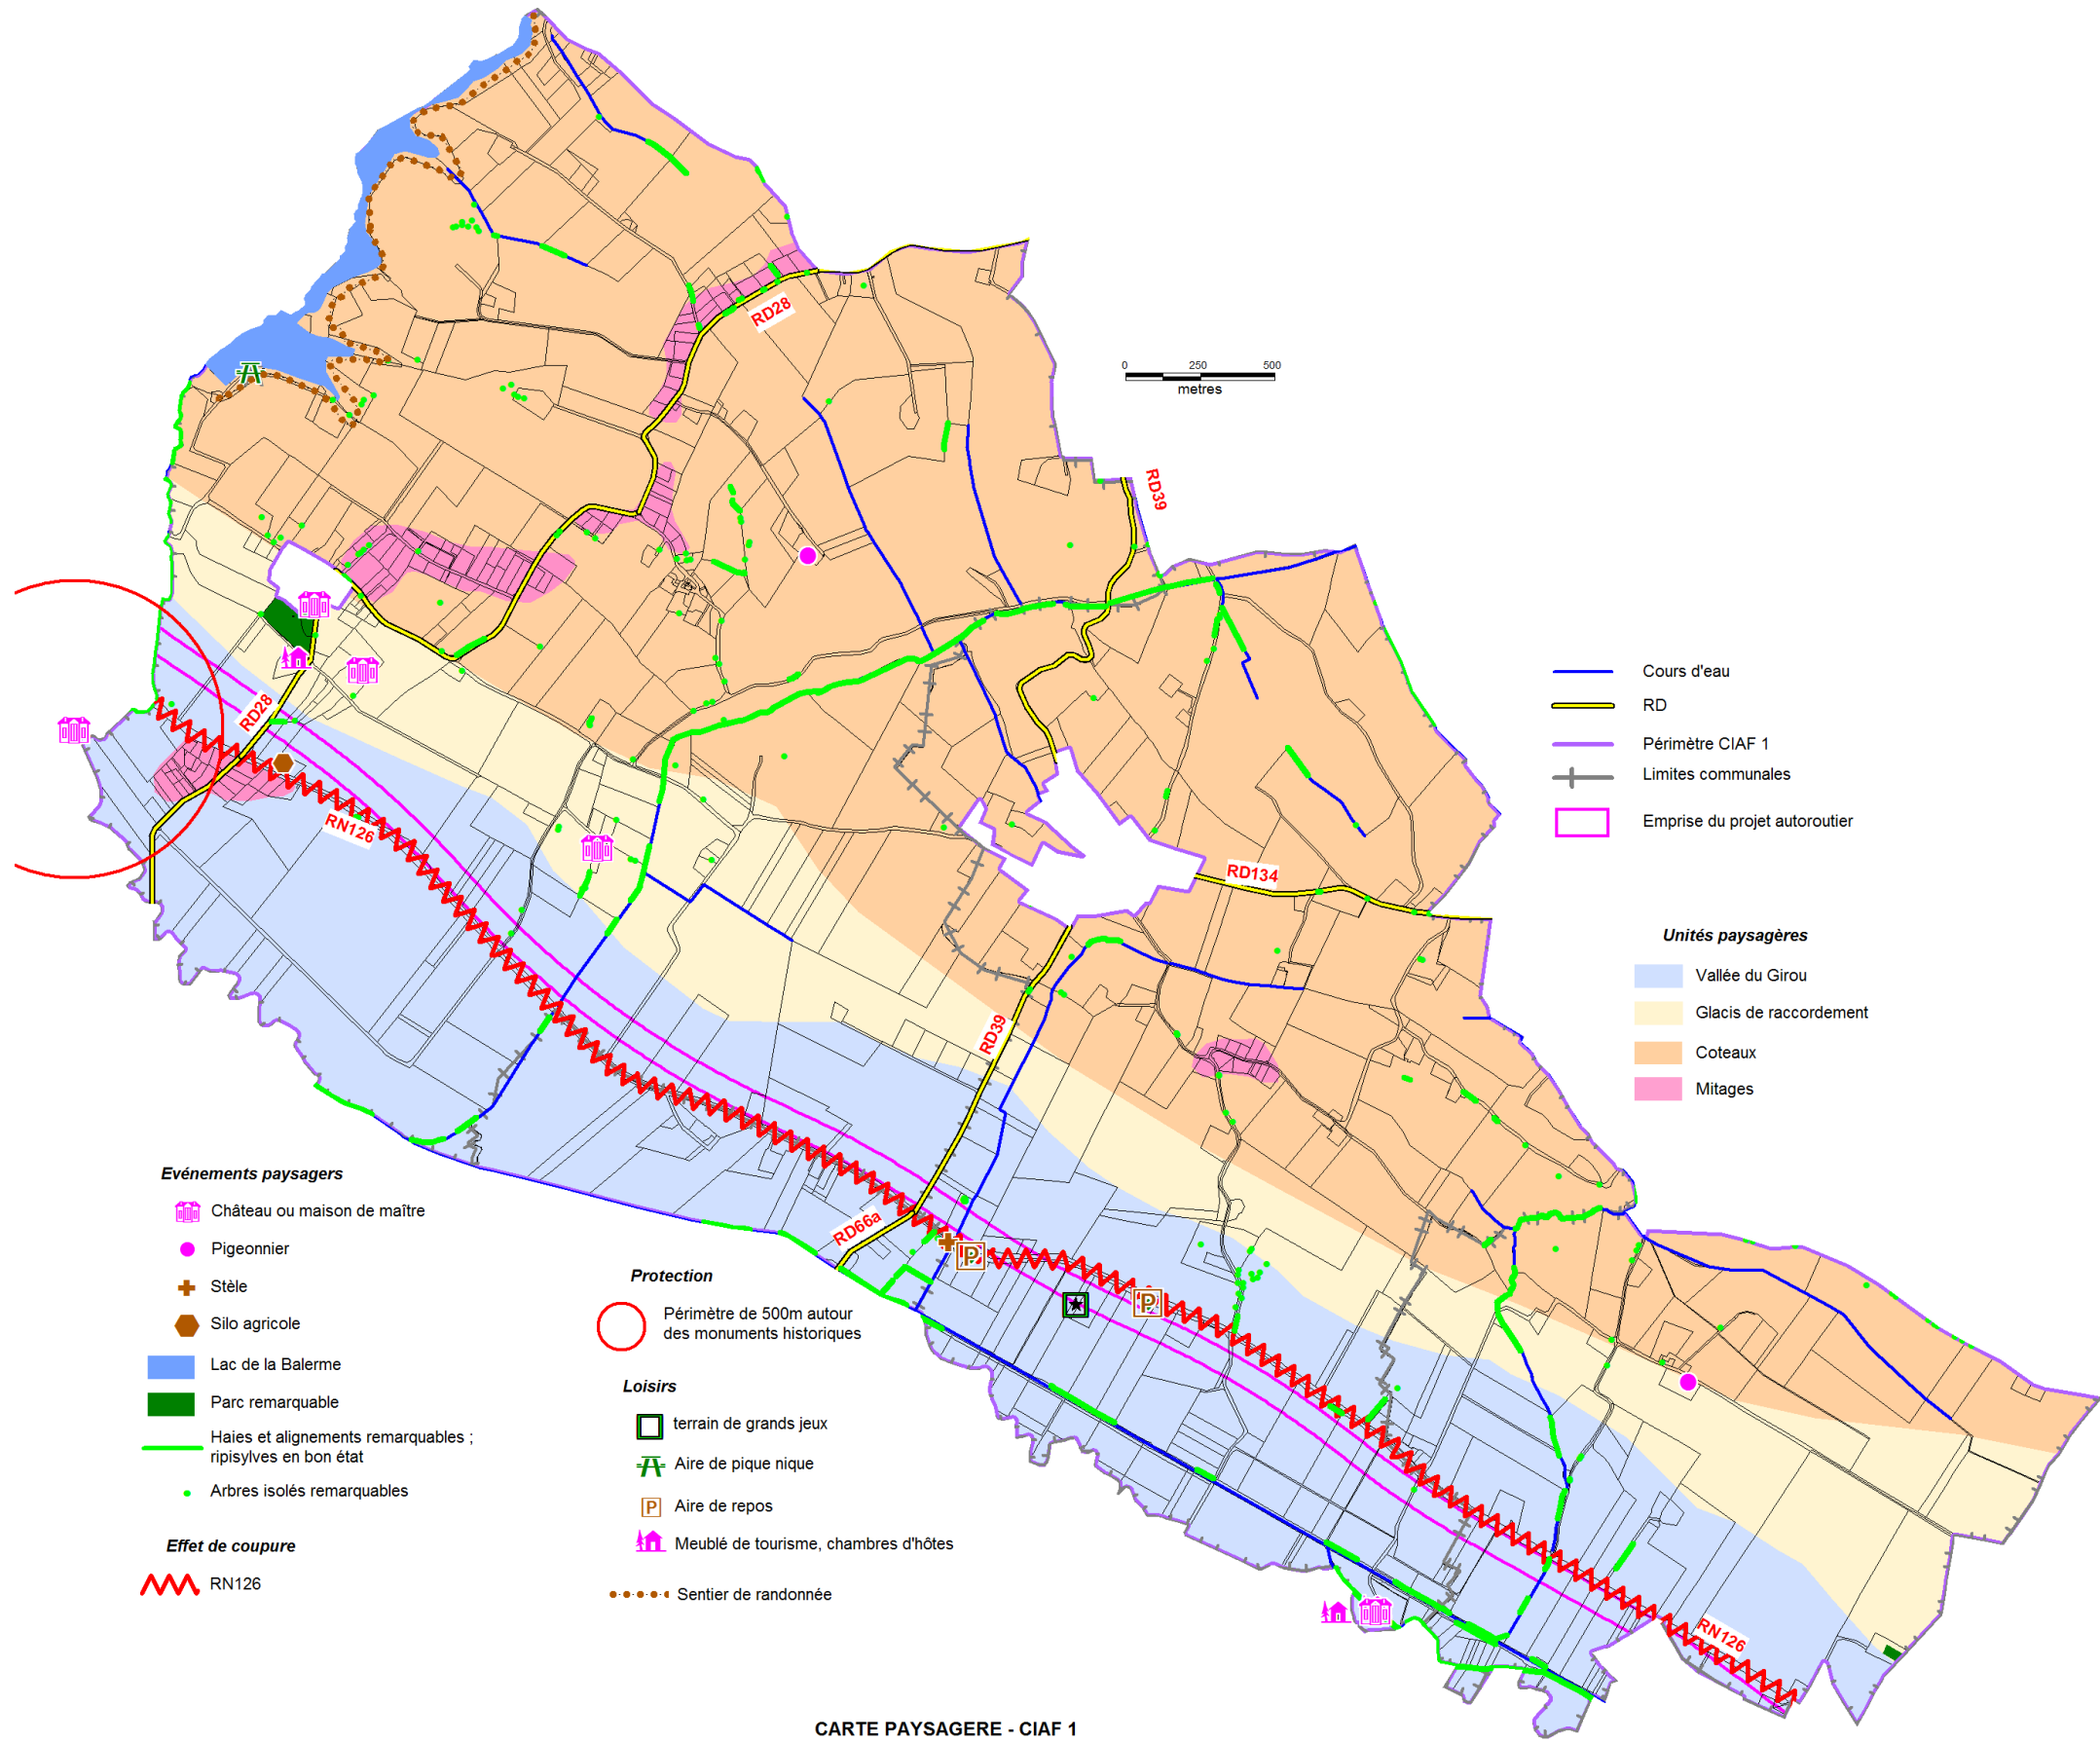 RD28
0 250 500
metres
RD39
RD28
RN126
RD134
RD39
RD66a
RN126
Cours d'eau
RD
Périmètre CIAF 1
Limites communales
Emprise du projet autoroutier
Unités paysagères
Vallée du Girou
Glacis de raccordement
Coteaux
Mitages
Evénements paysagers
Château ou maison de maître
Pigeonnier
Stèle
Silo agricole
Lac de la Balerme
Parc remarquable
Haies et alignements remarquables ;
ripisylves en bon état
Arbres isolés remarquables
Effet de coupure
RN126
Protection
Périmètre de 500m autour
des monuments historiques
Loisirs
terrain de grands jeux
Aire de pique nique
P
Aire de repos
Meublé de tourisme, chambres d'hôtes
Sentier de randonnée
P
P
CARTE PAYSAGERE - CIAF 1